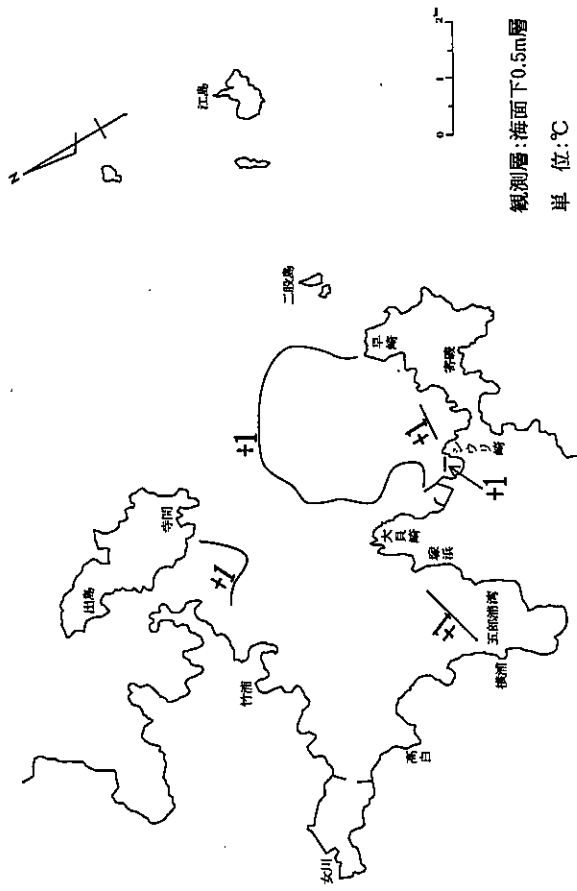 N
江島
二股島
早崎
寄磯
+1
+1
シウリ崎
+1
寺間
出島
+1
大貝崎
塚浜
+1
五部浦湾
横浦
竹浦
高白
女川
0 1 2㎞
観測層:海面下0.5m層
単 位:℃